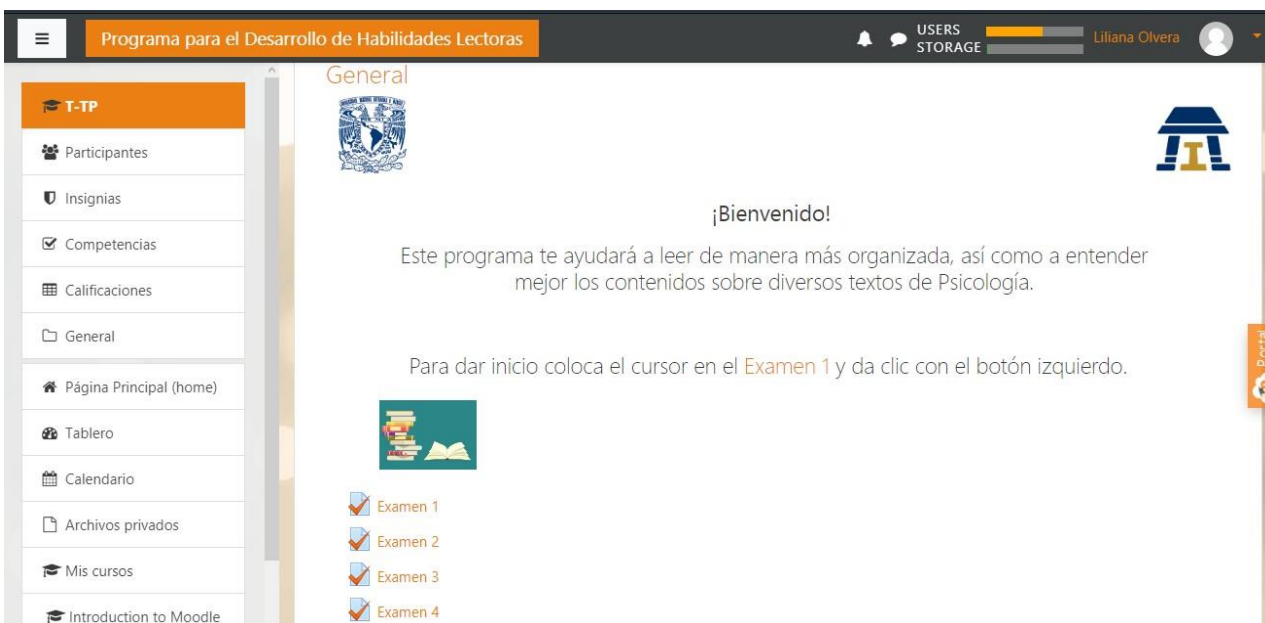 Programa para el Desarrollo de Habilidades Lectoras
USERS
STORAGE
Liliana Olvera
T-TP
Participantes
Insignias
Competencias
Calificaciones
General
Página Principal (home)
Tablero
Calendario
Archivos privados
Mis cursos
Introduction to Moodle
General
¡Bienvenido!
Este programa te ayudará a leer de manera más organizada, así como a entender
mejor los contenidos sobre diversos textos de Psicología.
Para dar inicio coloca el cursor en el Examen 1 y da clic con el botón izquierdo.
Examen 1
Examen 2
Examen 3
Examen 4
Portal